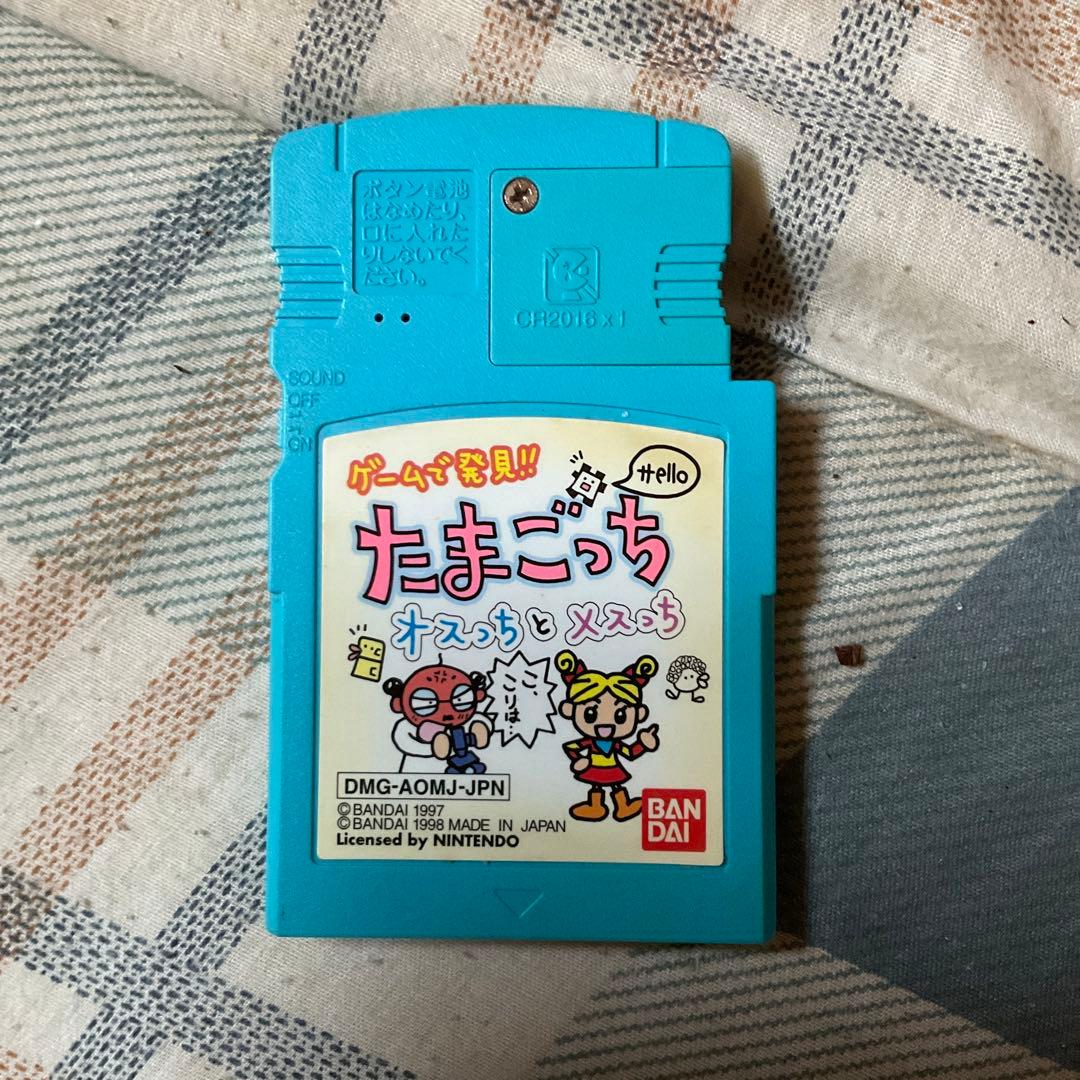 ボタン電池
はなめたり、
口に入れた
りしないでく
ださい。
CR2016 x 1
SOUND
OFF
ON
ゲームで発見!!
Hello
たまごっち
オスっちとメスっち
こ、
こりは…
DMG-AOMJ-JPN
©BANDAI 1997
©BANDAI 1998 MADE IN JAPAN
Licensed by NINTENDO
BAN
DAI